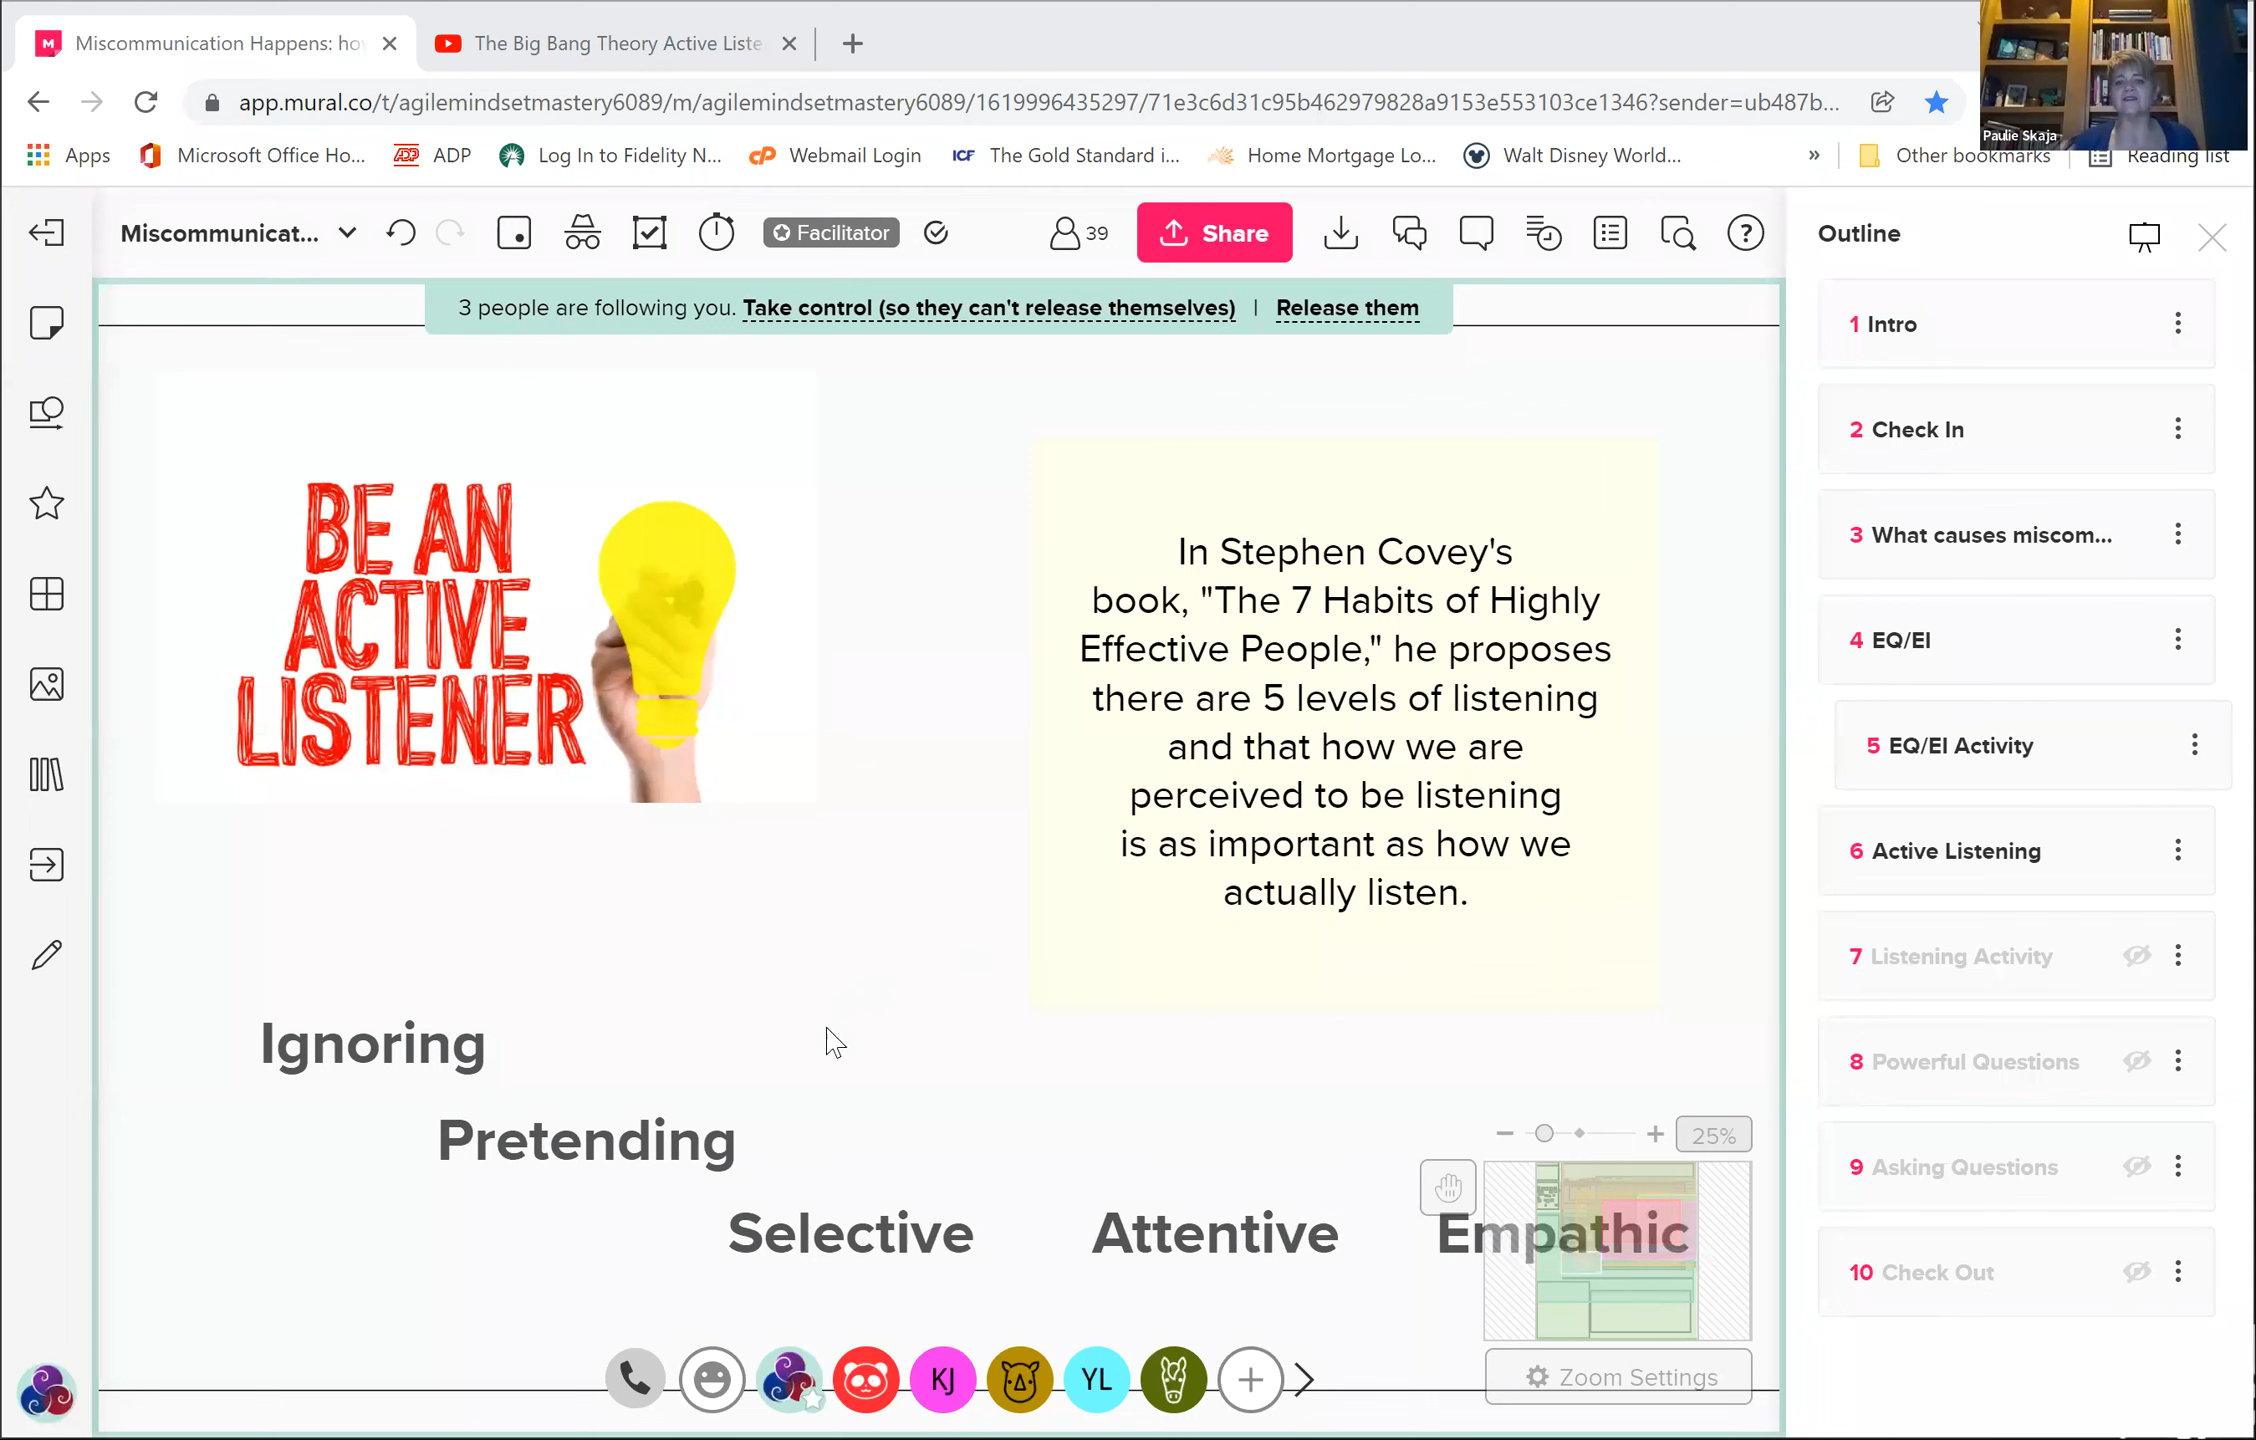 Miscommunication Happens: ho
The Big Bang Theory Active Liste
app.mural.co/t/agilemindsetmastery6089/m/agilemindsetmastery6089/1619996435297/71e3c6d31c95b462979828a9153e553103ce1346?sender=ub487b...
Paulie Skaja
Apps
Microsoft Office Ho...
ADP
Log In to Fidelity N...
Webmail Login
ICF
The Gold Standard i...
Home Mortgage Lo...
Walt Disney World...
»
Other bookmarks
Reading list
Miscommunicat...
Facilitator
39
Share
Outline
3 people are following you. Take control (so they can't release themselves) | Release them
1 Intro
2 Check In
3 What causes miscom...
4 EQ/EI
5 EQ/EI Activity
6 Active Listening
7 Listening Activity
8 Powerful Questions
9 Asking Questions
10 Check Out
BE AN
ACTIVE
LISTENER
In Stephen Covey's
book, "The 7 Habits of Highly
Effective People," he proposes
there are 5 levels of listening
and that how we are
perceived to be listening
is as important as how we
actually listen.
Ignoring
Pretending
Selective
Attentive
Empathic
25%
KJ
YL
Zoom Settings